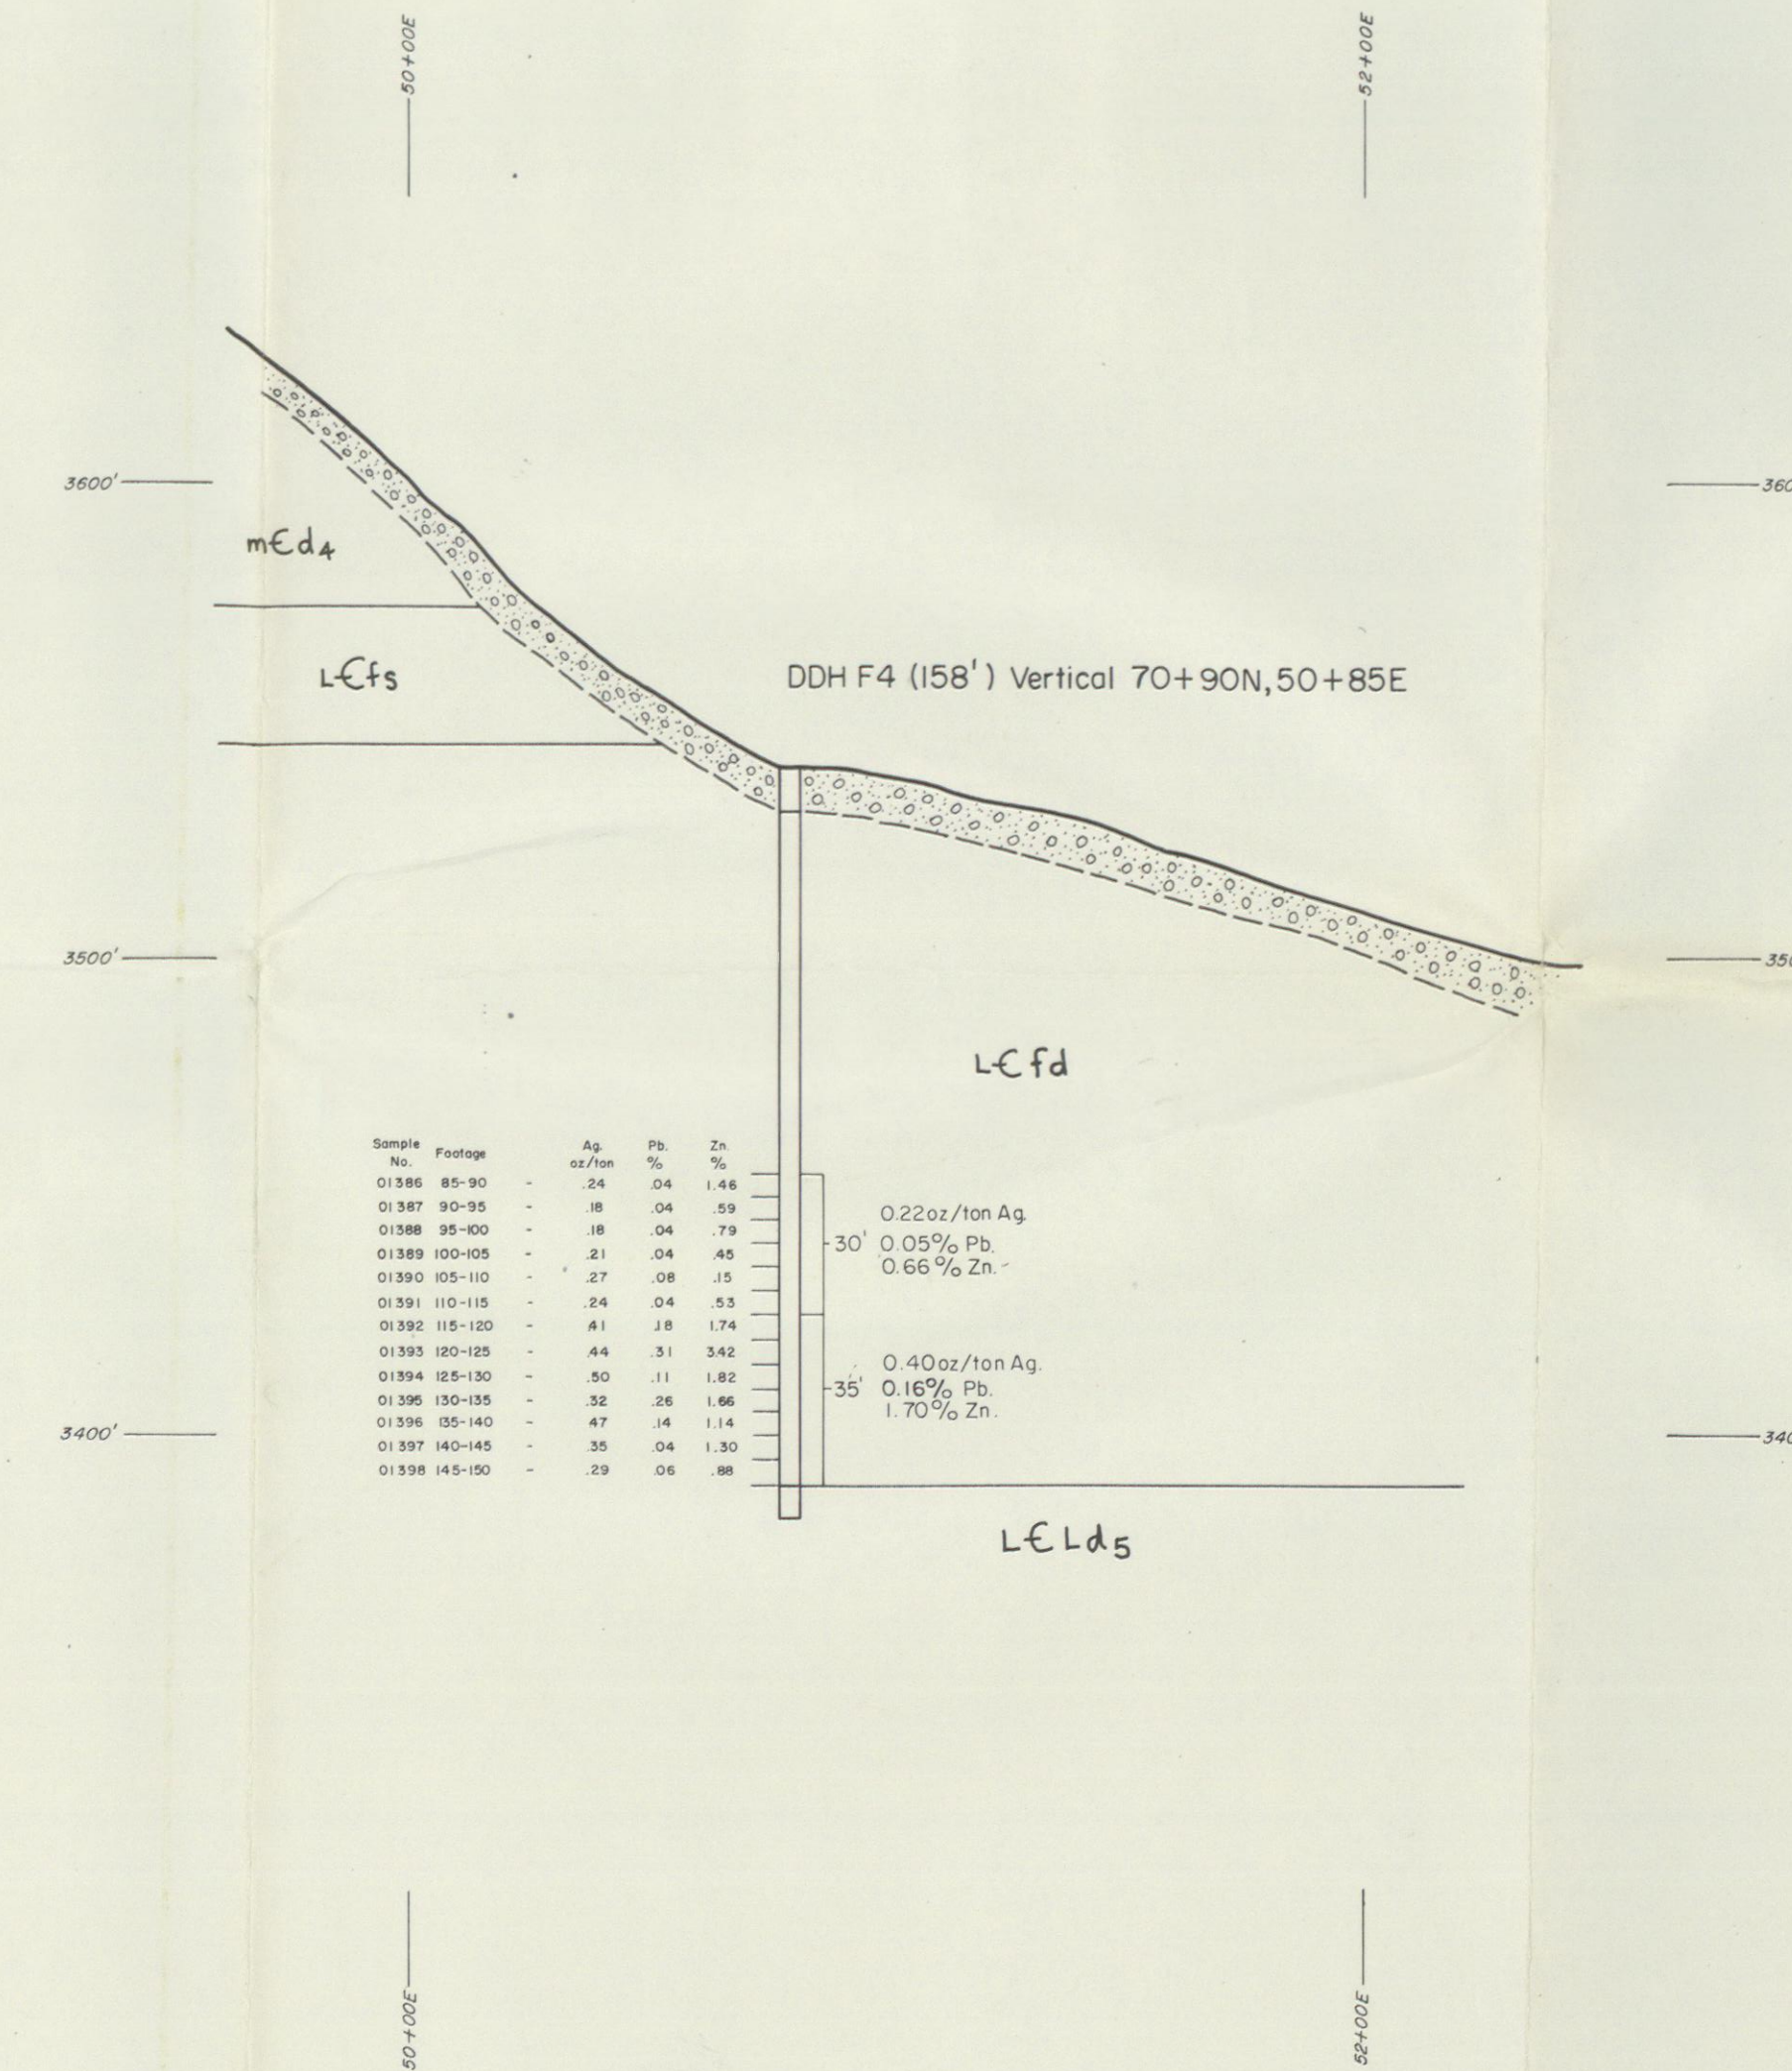 50+00E
52+00E
3600'
360
mЄd4
LЄfs
DDH F4 (158') Vertical 70+90N, 50+85E
3500'
350
LЄfd
Sample No. Footage Ag. oz/ton Pb. % Zn. %
01386 85-90 - .24 .04 1.46
01387 90-95 - .18 .04 .59
01388 95-100 - .18 .04 .79
01389 100-105 - .21 .04 .45
01390 105-110 - .27 .08 .15
01391 110-115 - .24 .04 .53
01392 115-120 - .41 .18 1.74
01393 120-125 - .44 .31 3.42
01394 125-130 - .50 .11 1.82
01395 130-135 - .32 .26 1.66
01396 135-140 - .47 .14 1.14
01397 140-145 - .35 .04 1.30
01398 145-150 - .29 .06 .88
0.22oz/ton Ag.
30' 0.05% Pb.
0.66% Zn.
0.40oz/ton Ag.
35' 0.16% Pb.
1.70% Zn.
3400'
340
LЄLd5
50+00E
52+00E